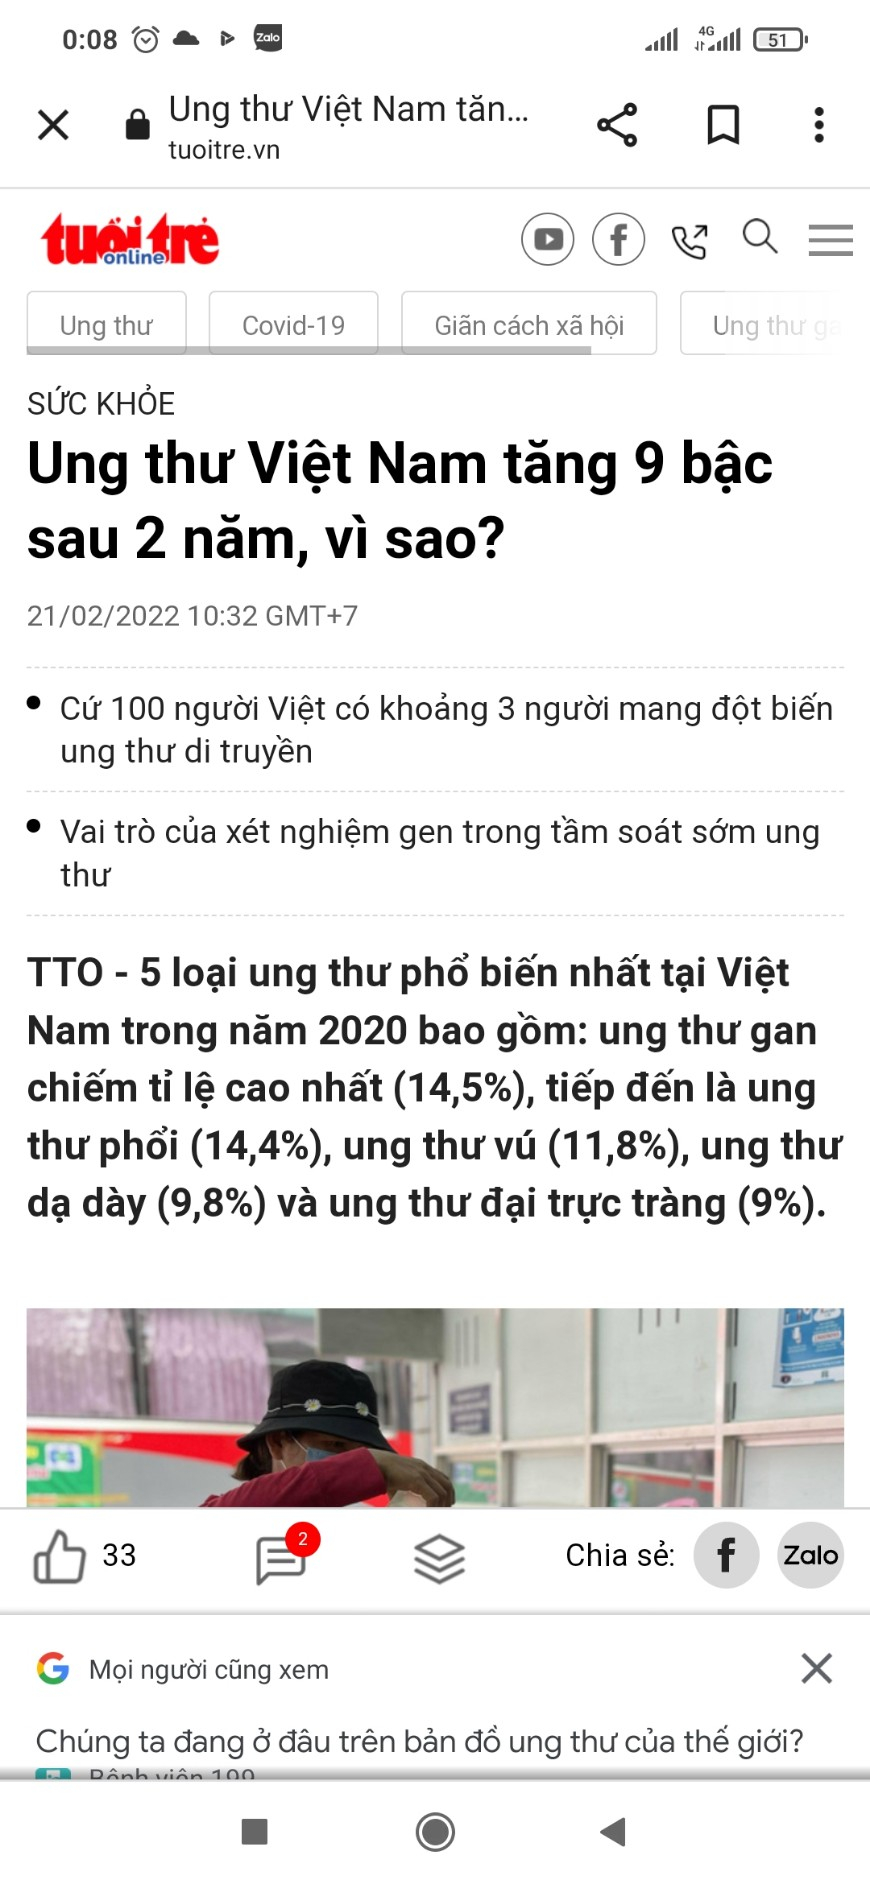 0:08
Zalo
4G
51
Ung thư Việt Nam tăn...
tuoitre.vn
tuổi trẻ
online
Ung thư
Covid-19
Giãn cách xã hội
Ung thư ga
SỨC KHỎE
Ung thư Việt Nam tăng 9 bậc
sau 2 năm, vì sao?
21/02/2022 10:32 GMT+7
Cứ 100 người Việt có khoảng 3 người mang đột biến
ung thư di truyền
Vai trò của xét nghiệm gen trong tầm soát sớm ung
thư
TTO - 5 loại ung thư phổ biến nhất tại Việt
Nam trong năm 2020 bao gồm: ung thư gan
chiếm tỉ lệ cao nhất (14,5%), tiếp đến là ung
thư phổi (14,4%), ung thư vú (11,8%), ung thư
dạ dày (9,8%) và ung thư đại trực tràng (9%).
33
2
Chia sẻ:
Zalo
Mọi người cũng xem
Chúng ta đang ở đâu trên bản đồ ung thư của thế giới?
Bệnh viện 199